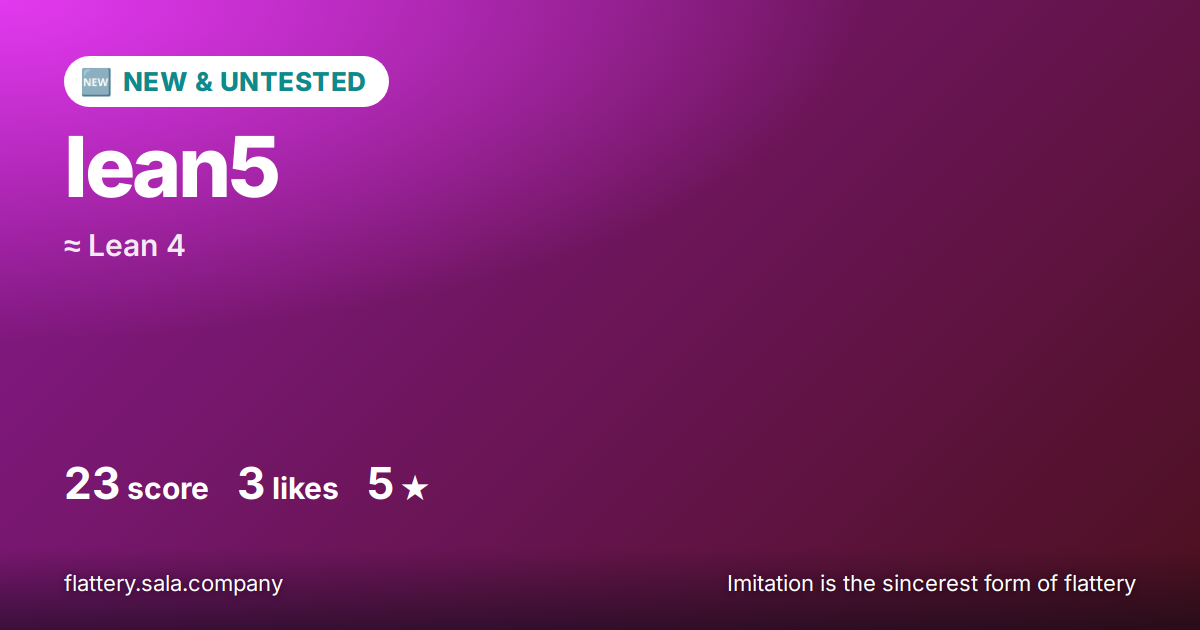 🆕 NEW & UNTESTED
lean5
≈ Lean 4
23 score 3 likes 5 ★
flattery.sala.company
Imitation is the sincerest form of flattery